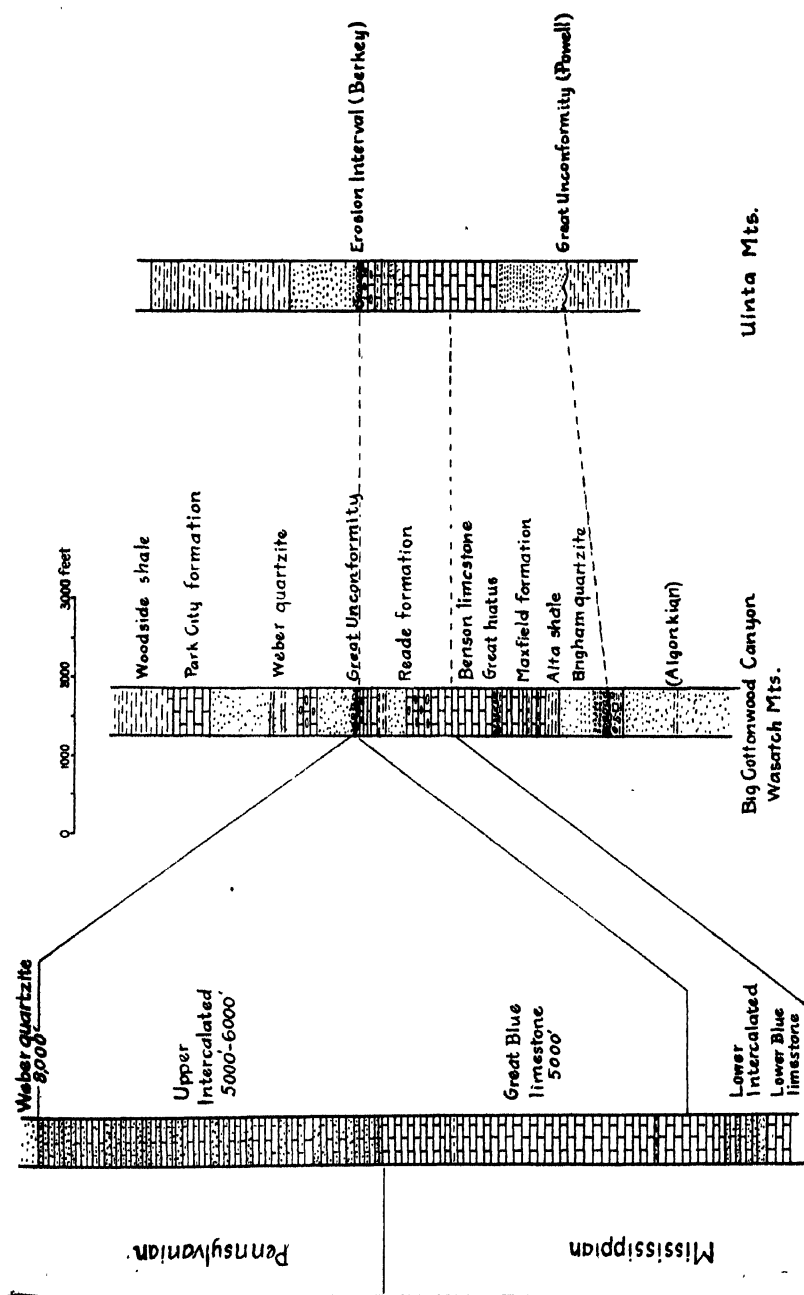 Pennsylvanian
Mississippian
Weber quartzite
8,000'
Upper
Intercalated
5000'-6000'
Great Blue
limestone
5000'
Lower
Intercalated
Lower Blue
limestone
0 1000 2000 3000 feet
Woodside shale
Park City formation
Weber quartzite
Great Unconformity
Reade formation
Benson limestone
Great hiatus
Maxfield formation
Alta shale
Brigham quartzite
(Algonkian)
Big Cottonwood Canyon
Wasatch Mts.
Erosion Interval (Berkey)
Great Unconformity (Powell)
Uinta Mts.